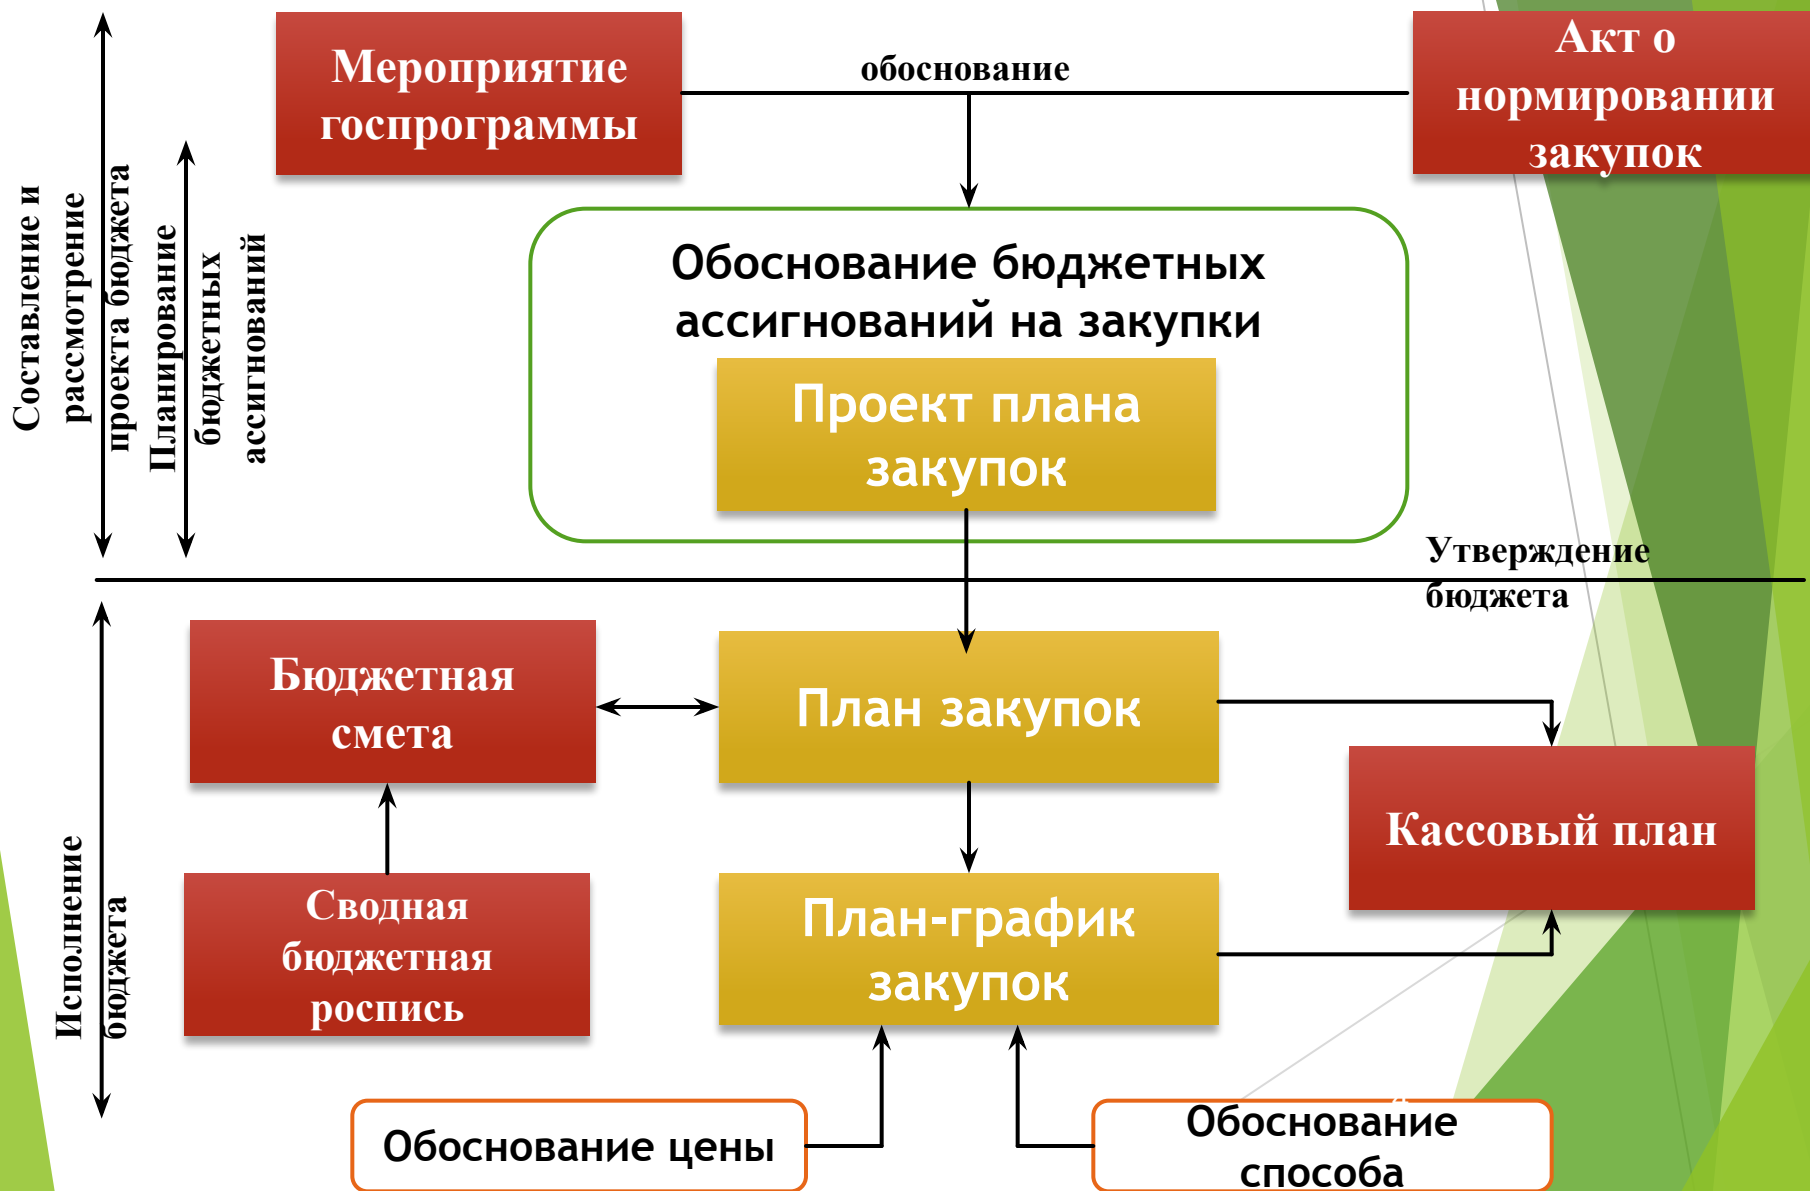 Мероприятие
госпрограммы
обоснование
Акт о
нормировании
закупок
Составление и
рассмотрение
проекта бюджета
Планирование
бюджетных
ассигнований
Обоснование бюджетных
ассигнований на закупки
Проект плана
закупок
Утверждение
бюджета
Бюджетная
смета
План закупок
Кассовый план
Исполнение
бюджета
Сводная
бюджетная
роспись
План-график
закупок
Обоснование цены
Обоснование
способа